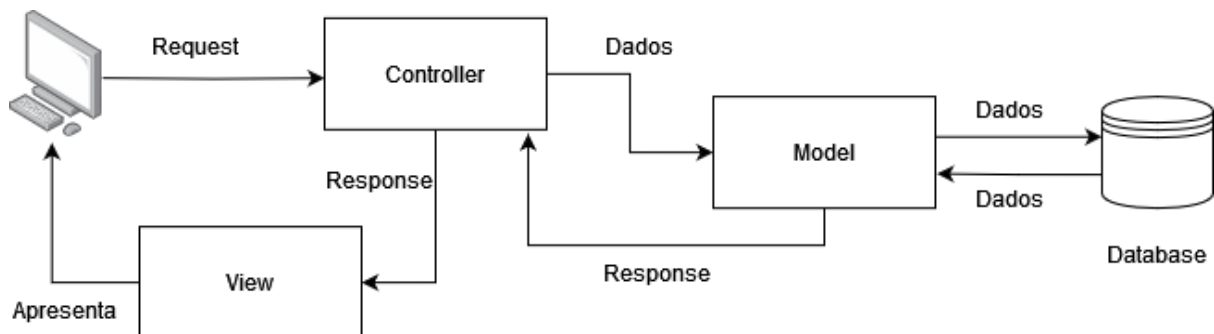 Request
Controller
Dados
Model
Dados
Dados
Database
Response
Response
View
Apresenta